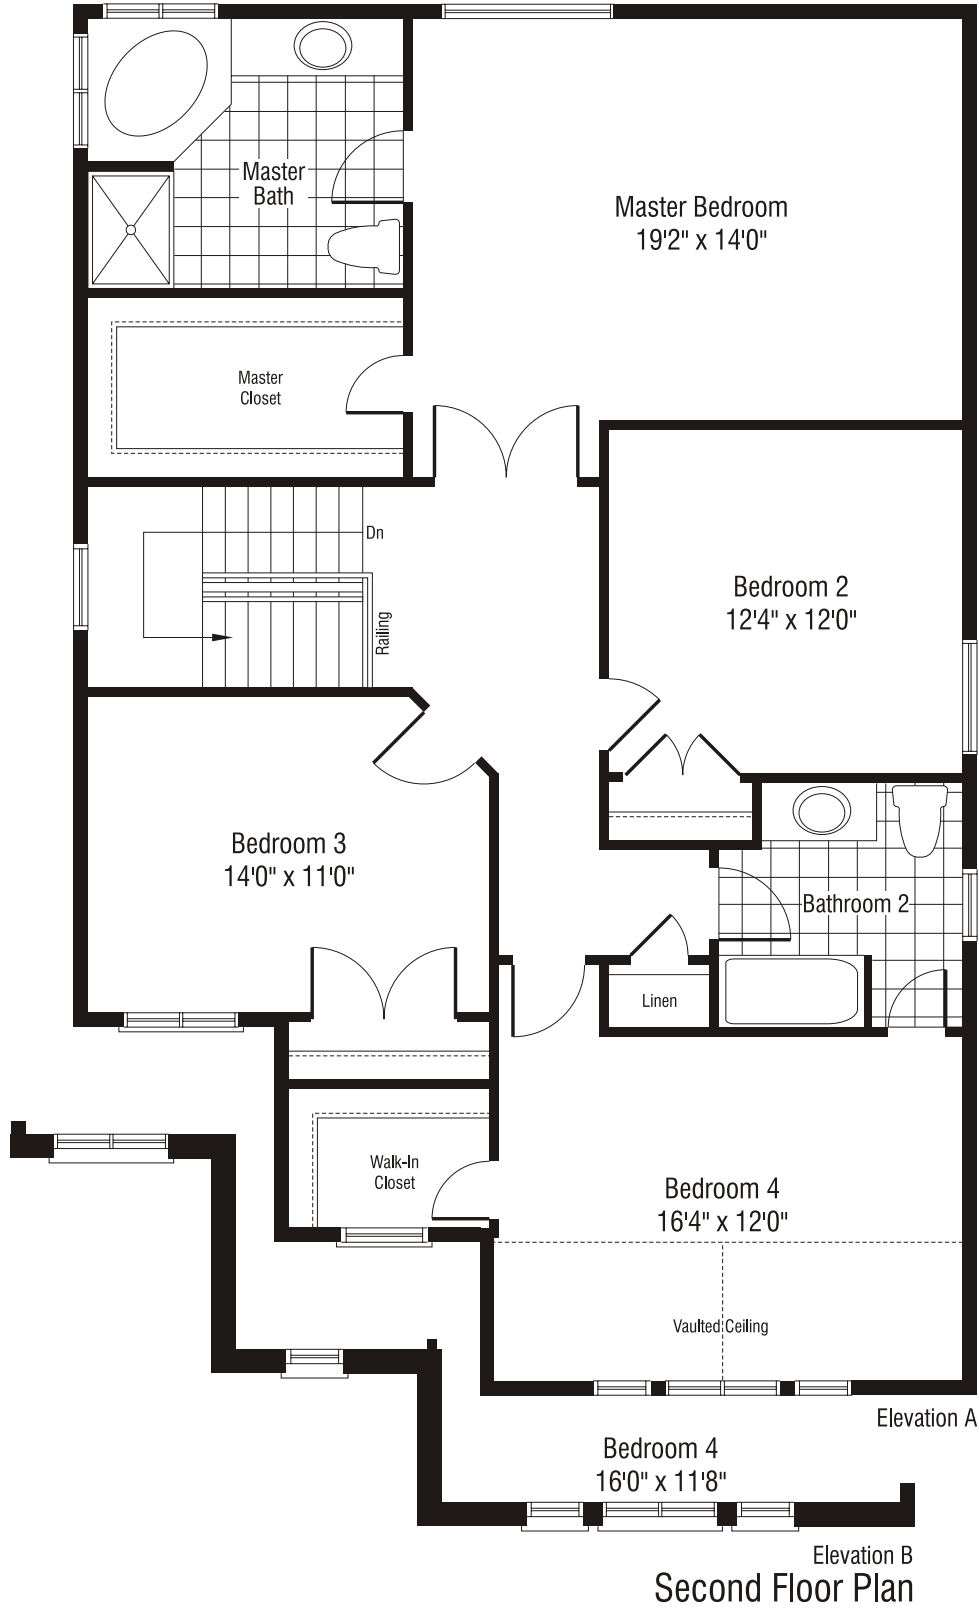 Master
Bath
Master Bedroom
19'2" x 14'0"
Master
Closet
Dn
Railing
Bedroom 2
12'4" x 12'0"
Bedroom 3
14'0" x 11'0"
Bathroom 2
Linen
Walk-In
Closet
Bedroom 4
16'4" x 12'0"
Vaulted Ceiling
Elevation A
Bedroom 4
16'0" x 11'8"
Elevation B
Second Floor Plan